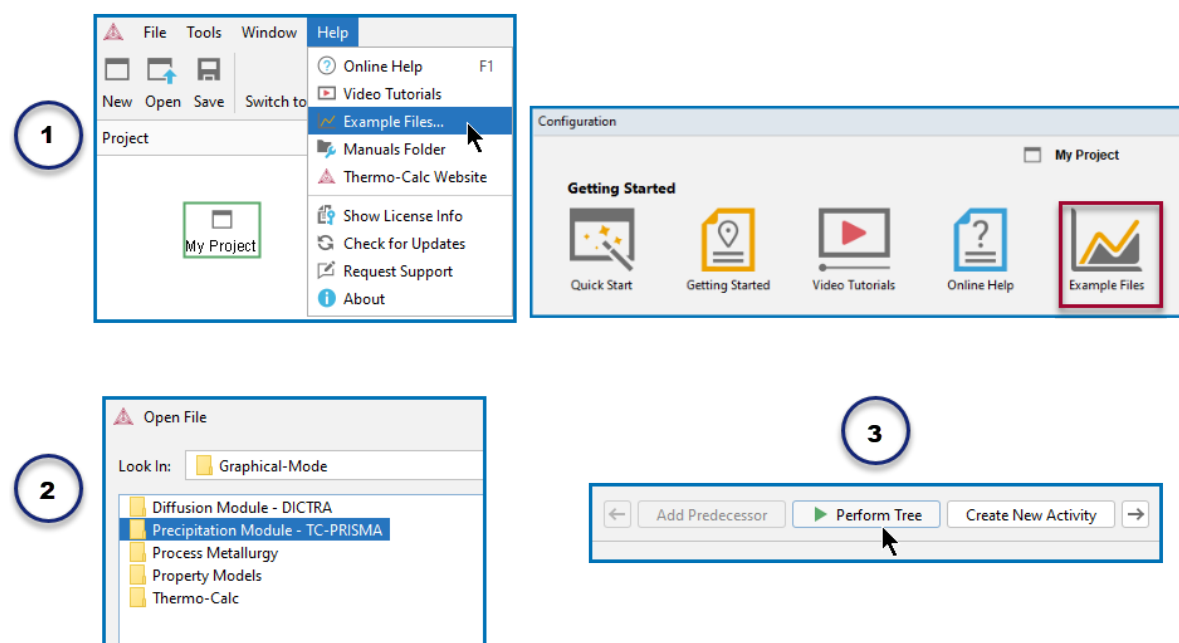 File Tools Window Help
New Open Save Switch to
Project
My Project
Online Help F1
Video Tutorials
Example Files...
Manuals Folder
Thermo-Calc Website
Show License Info
Check for Updates
Request Support
About
1
Configuration
My Project
Getting Started
Quick Start Getting Started Video Tutorials Online Help Example Files
2
Open File
Look In: Graphical-Mode
Diffusion Module - DICTRA
Precipitation Module - TC-PRISMA
Process Metallurgy
Property Models
Thermo-Calc
3
Add Predecessor Perform Tree Create New Activity